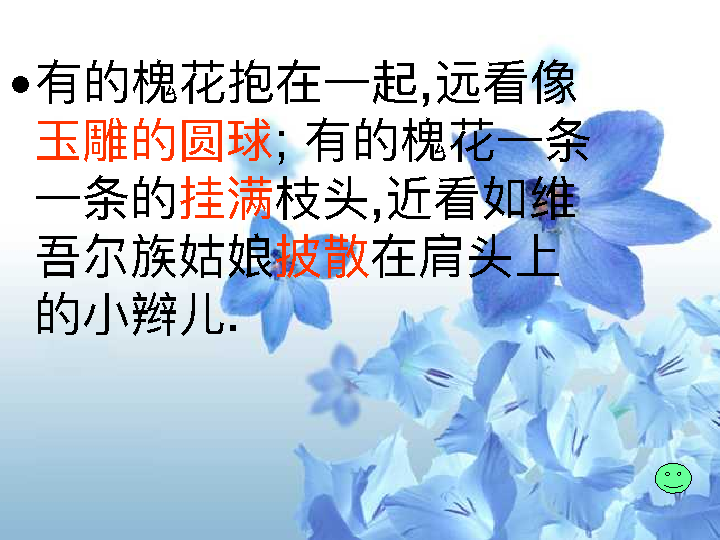 •有的槐花抱在一起,远看像
玉雕的圆球; 有的槐花一条
一条的挂满枝头,近看如维
吾尔族姑娘披散在肩头上
的小辫儿.